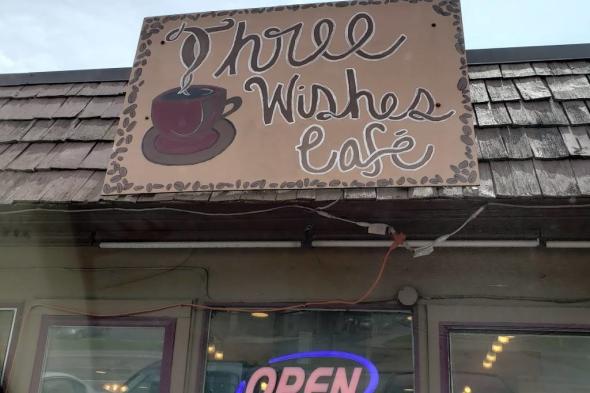 Three
Wishes
Café
OPEN